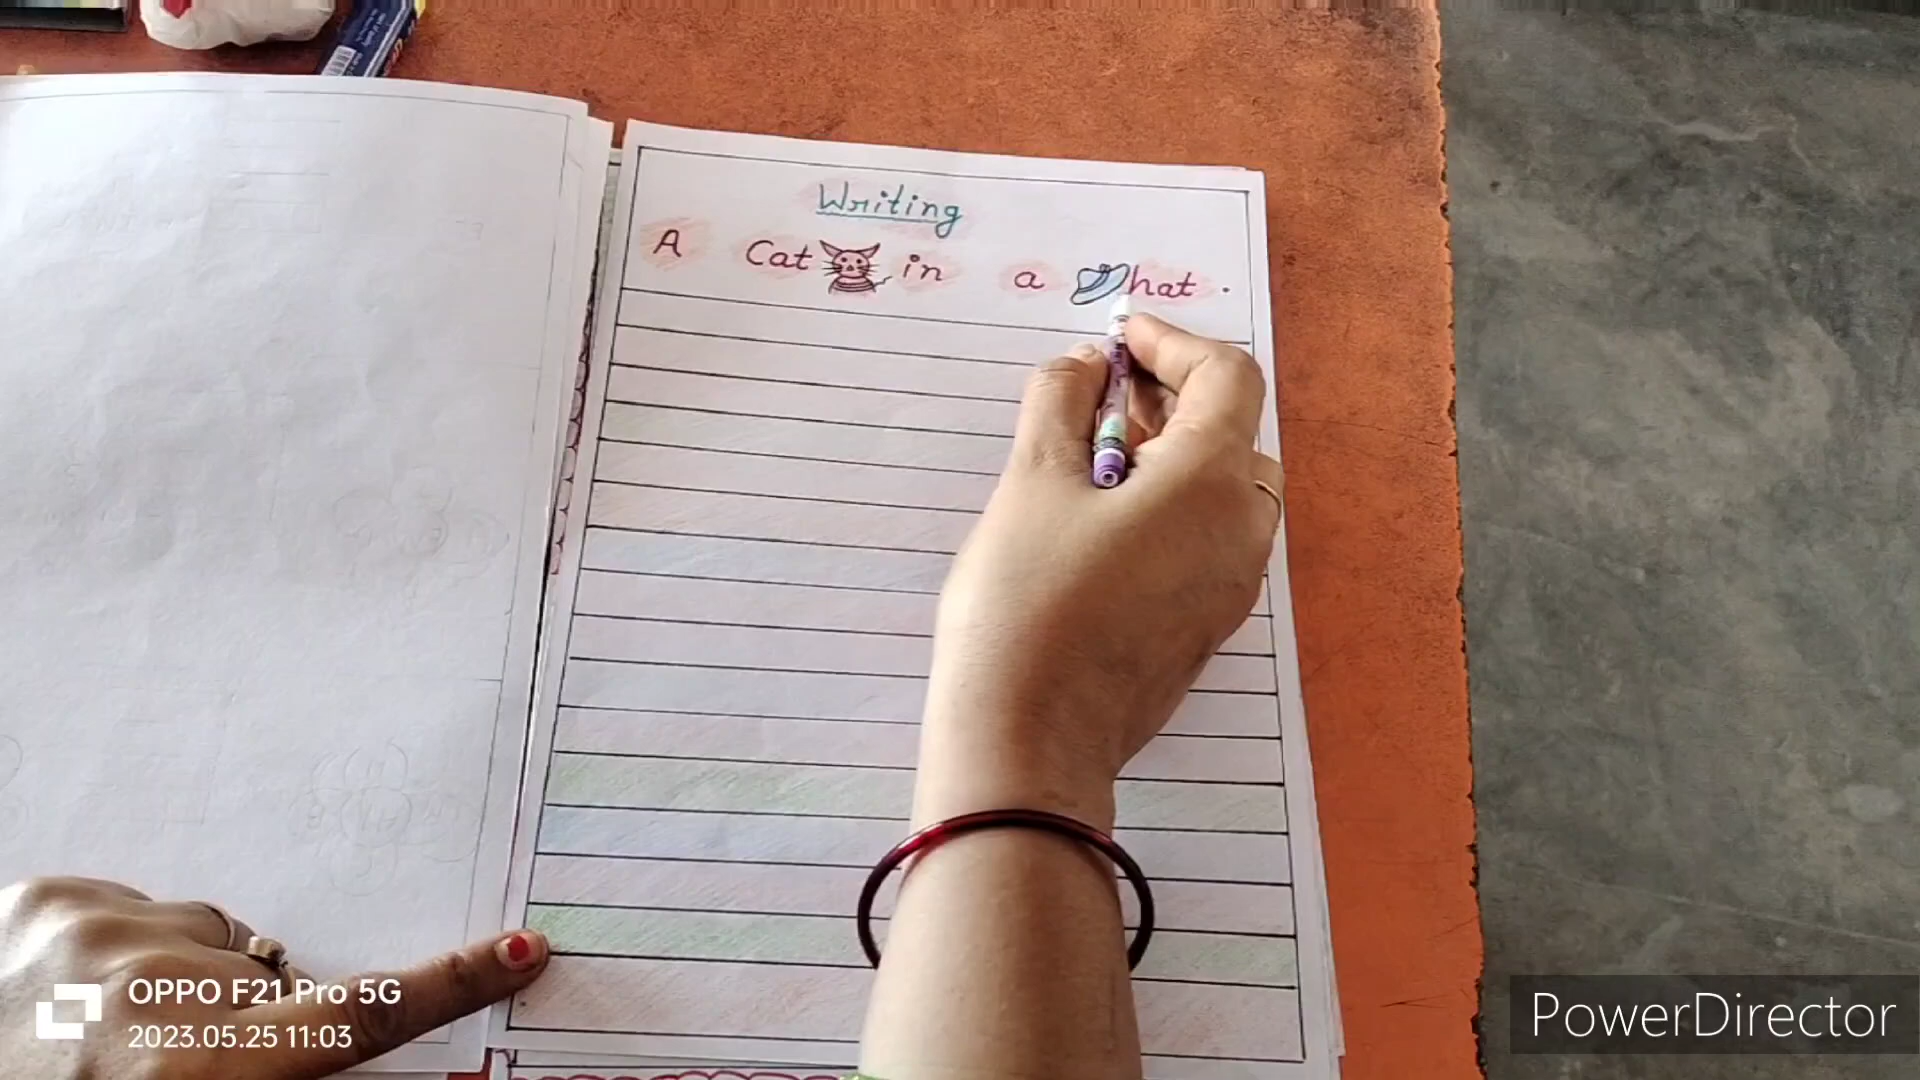 Writing
A Cat in a hat .
OPPO F21 Pro 5G
2023.05.25 11:03
PowerDirector